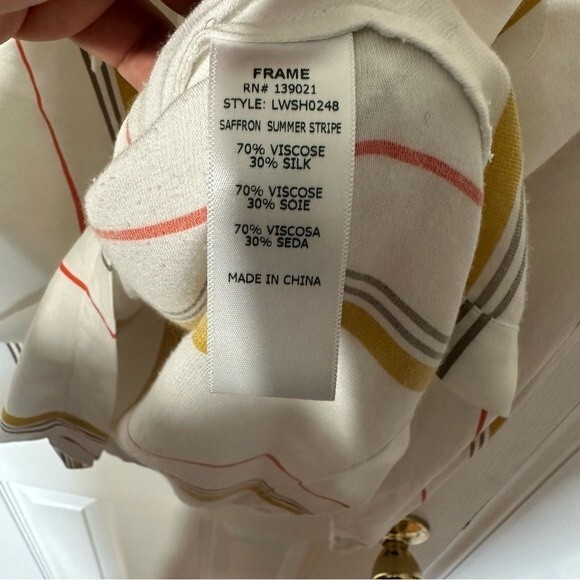 FRAME
RN# 139021
STYLE: LWSH0248
SAFFRON SUMMER STRIPE
70% VISCOSE
30% SILK
70% VISCOSE
30% SOIE
70% VISCOSA
30% SEDA
MADE IN CHINA